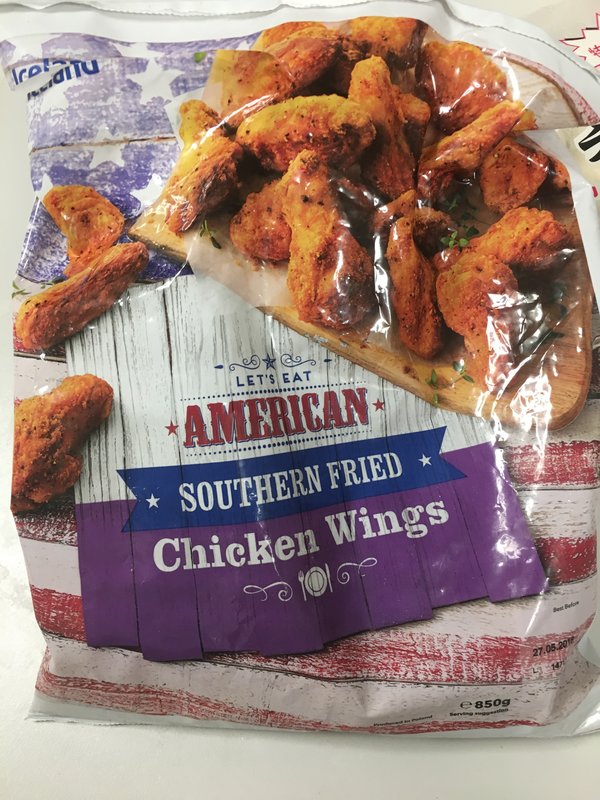 Iceland
LET'S EAT
AMERICAN
SOUTHERN FRIED
Chicken Wings
Best Before
℮ 850g
Produced in Poland
Serving suggestion